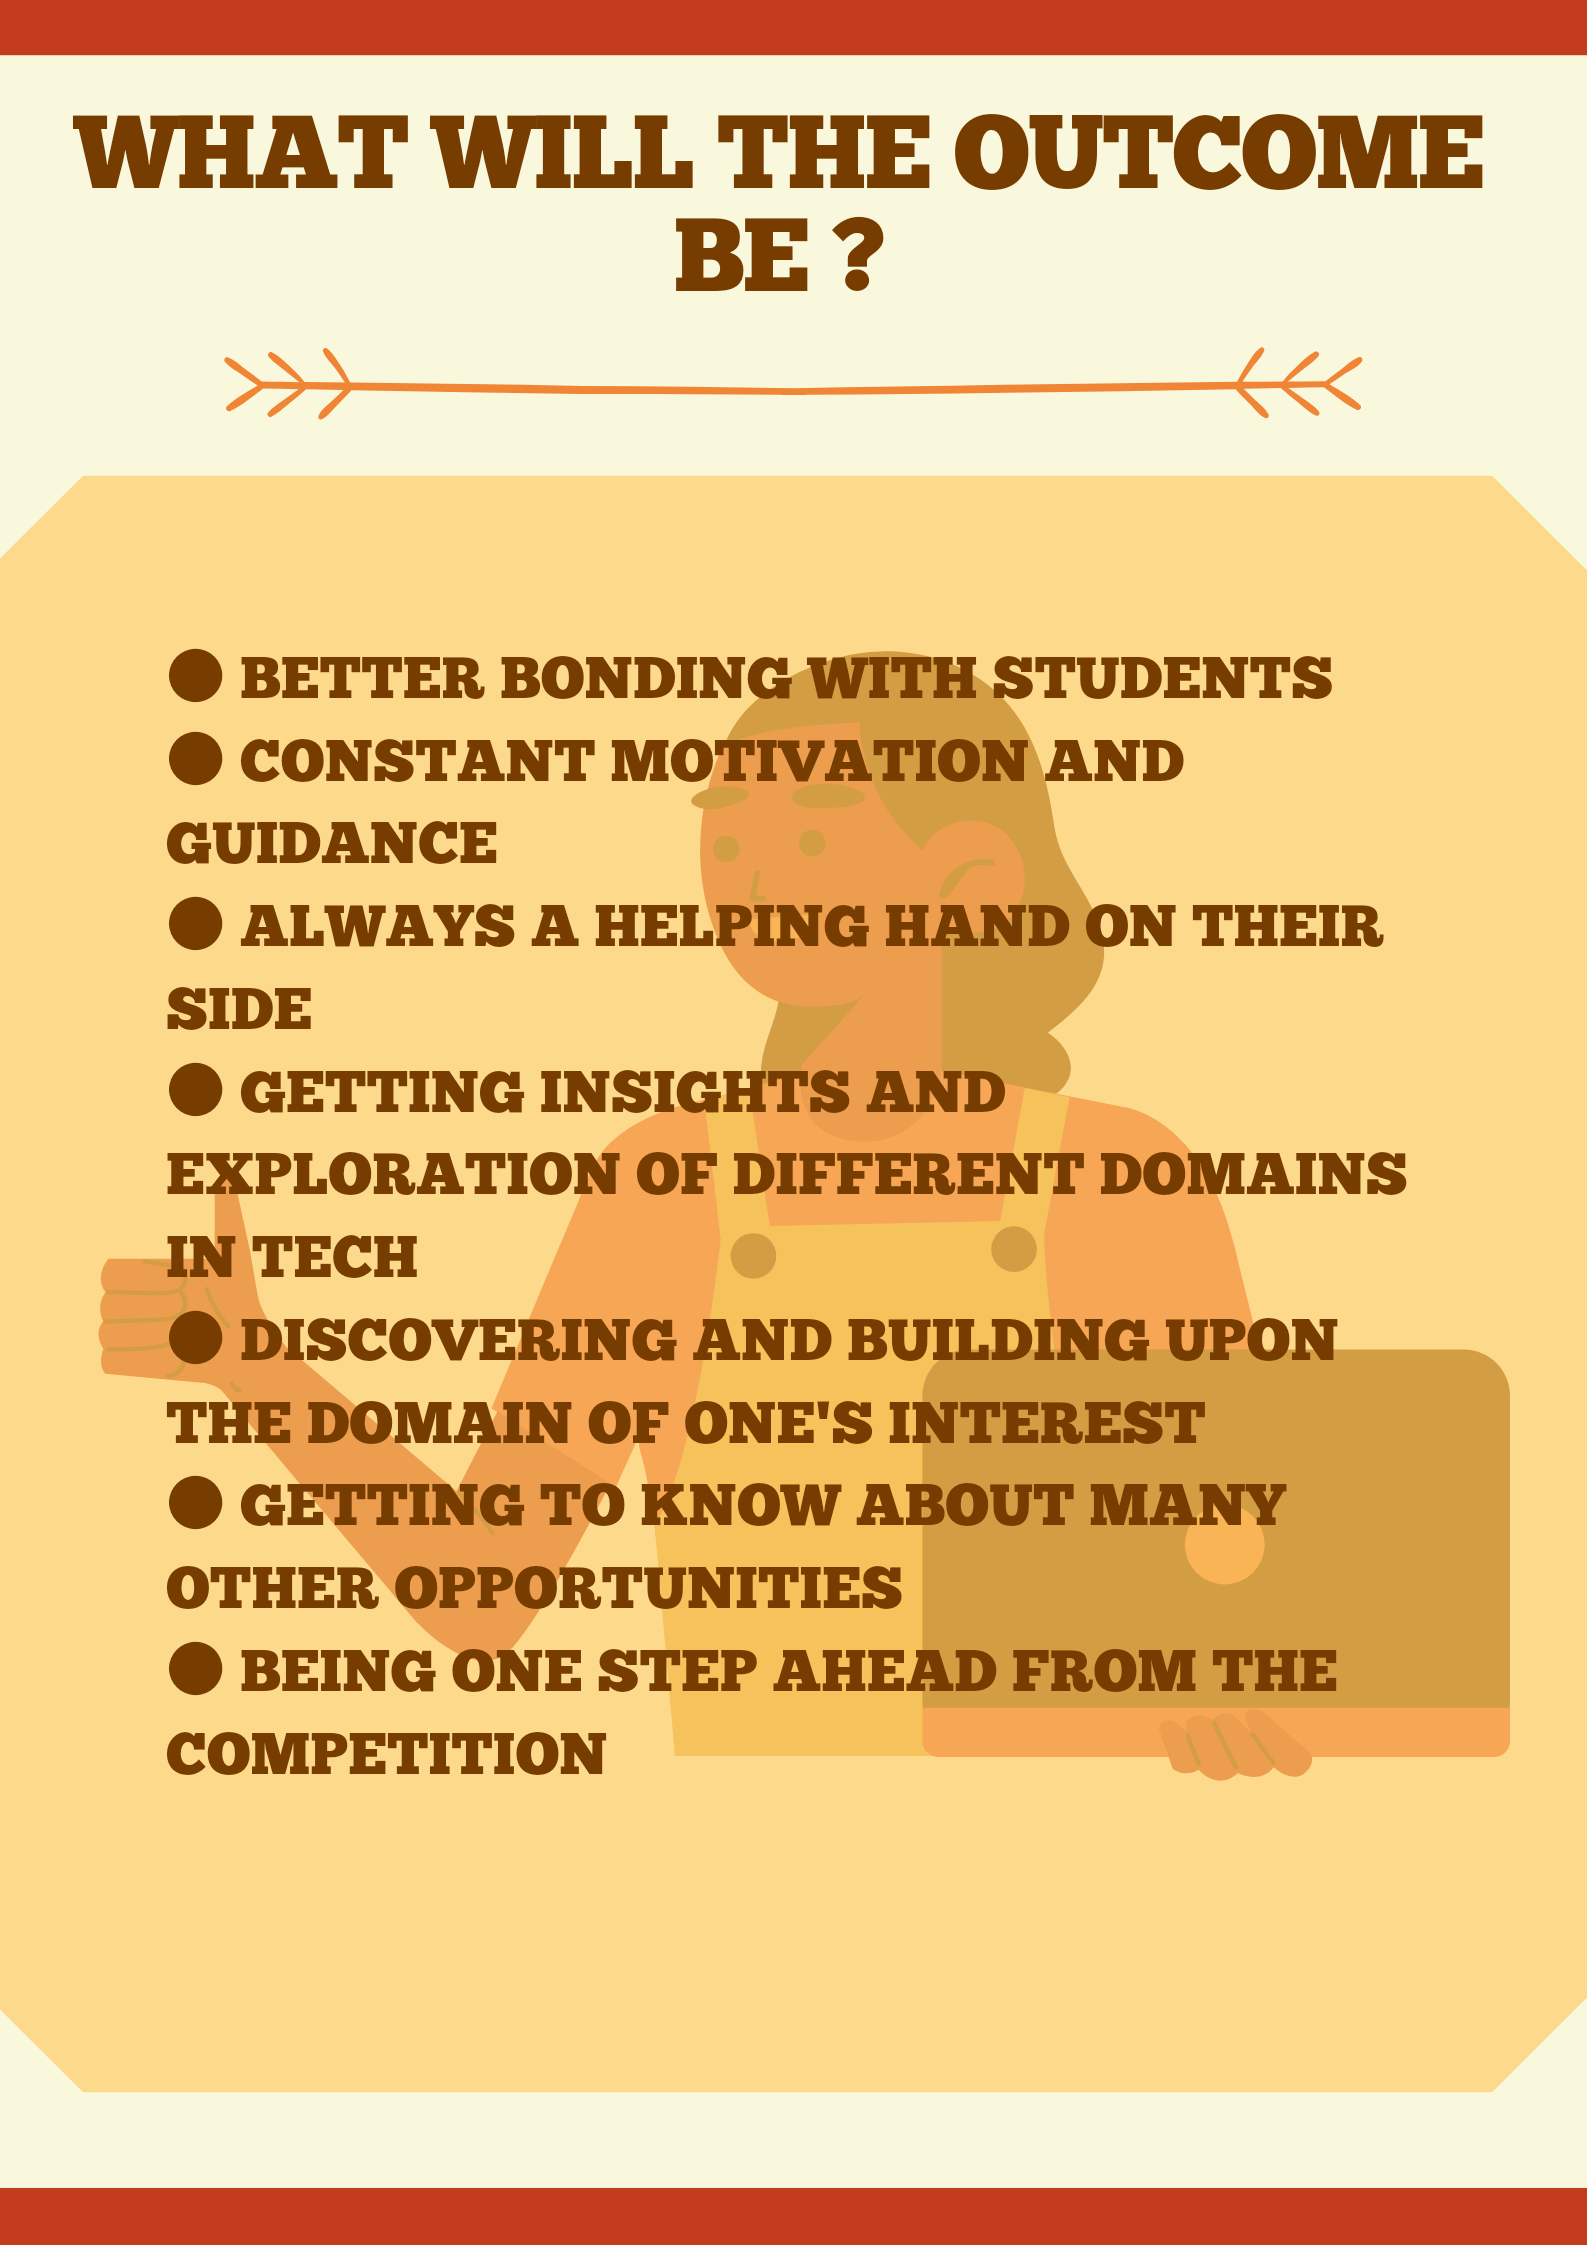 WHAT WILL THE OUTCOME
BE ?
● BETTER BONDING WITH STUDENTS
● CONSTANT MOTIVATION AND
GUIDANCE
● ALWAYS A HELPING HAND ON THEIR
SIDE
● GETTING INSIGHTS AND
EXPLORATION OF DIFFERENT DOMAINS
IN TECH
● DISCOVERING AND BUILDING UPON
THE DOMAIN OF ONE'S INTEREST
● GETTING TO KNOW ABOUT MANY
OTHER OPPORTUNITIES
● BEING ONE STEP AHEAD FROM THE
COMPETITION